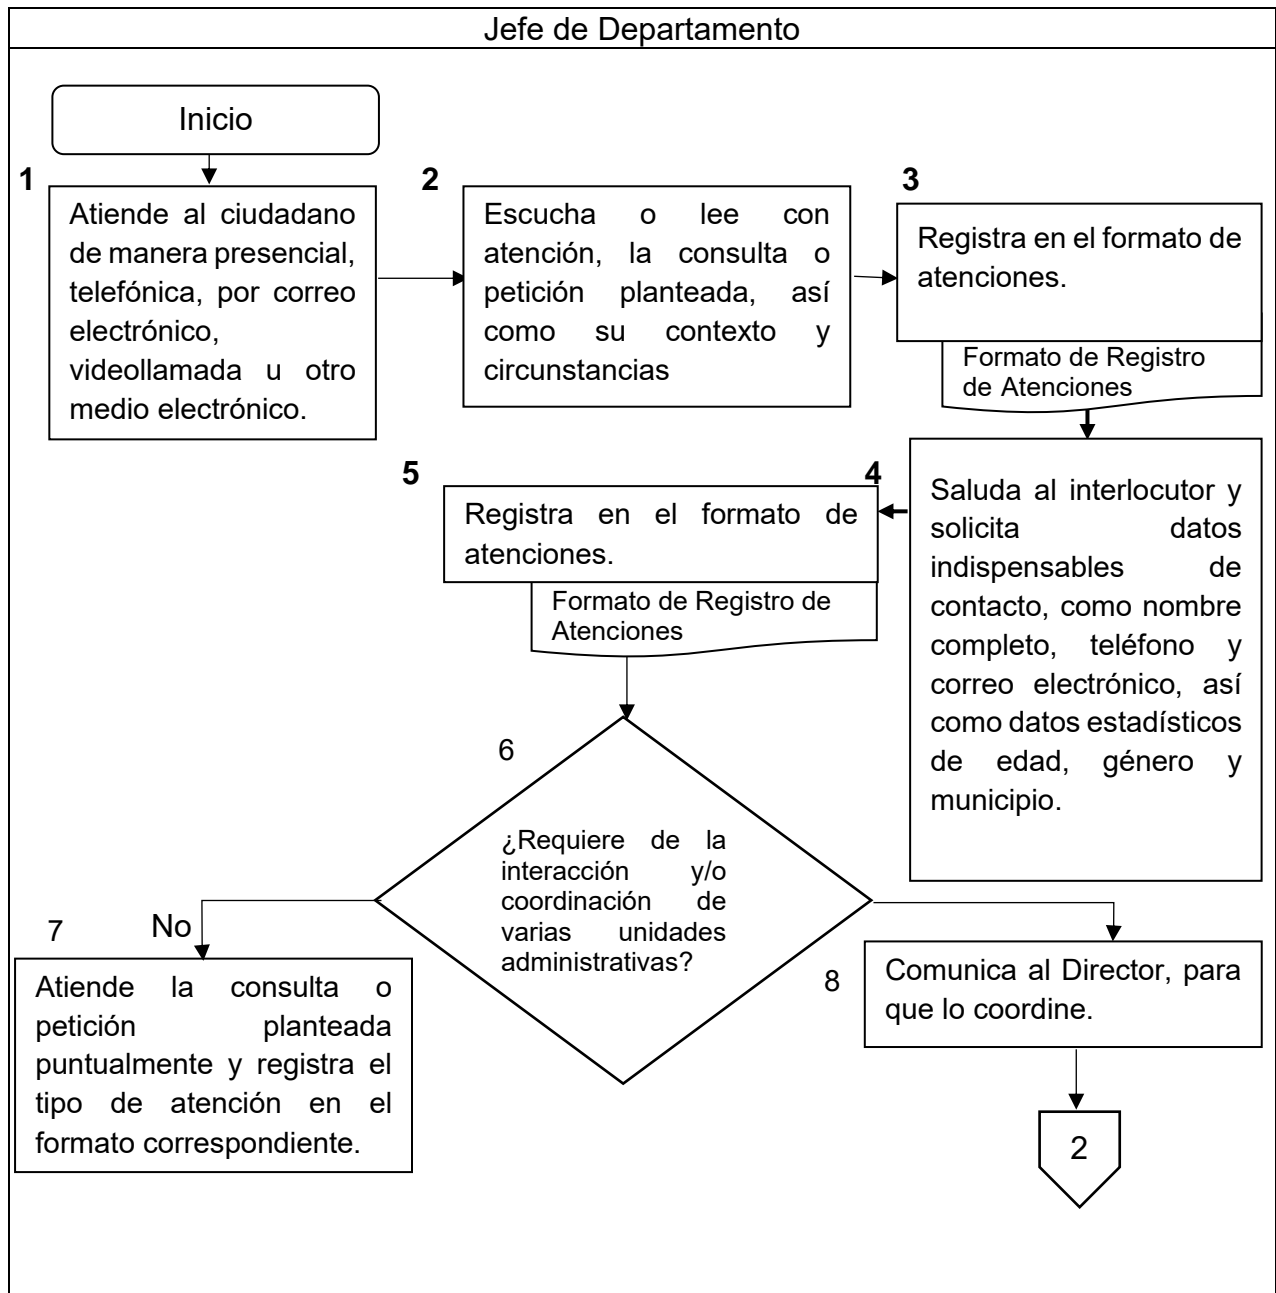 Jefe de Departamento
Inicio
1
Atiende al ciudadano
de manera presencial,
telefónica, por correo
electrónico,
videollamada u otro
medio electrónico.
2
Escucha o lee con
atención, la consulta o
petición planteada, así
como su contexto y
circunstancias
3
Registra en el formato de
atenciones.
Formato de Registro
de Atenciones
4
Saluda al interlocutor y
solicita datos
indispensables de
contacto, como nombre
completo, teléfono y
correo electrónico, así
como datos estadísticos
de edad, género y
municipio.
5
Registra en el formato de
atenciones.
Formato de Registro de
Atenciones
6
¿Requiere de la
interacción y/o
coordinación de
varias unidades
administrativas?
No
7
Atiende la consulta o
petición planteada
puntualmente y registra el
tipo de atención en el
formato correspondiente.
8
Comunica al Director, para
que lo coordine.
2